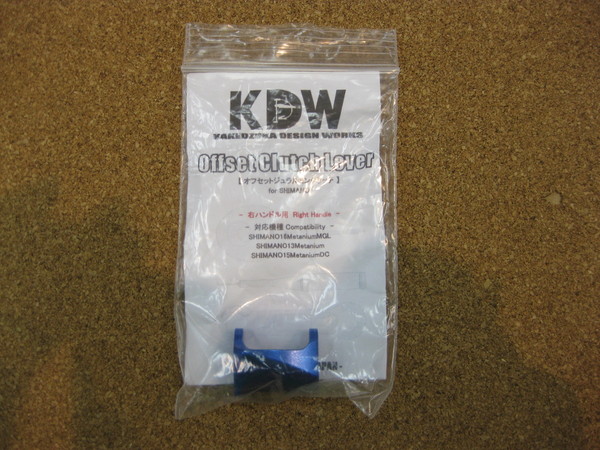 KDW
KAKEDZUKA DESIGN WORKS
Offset Clutch Lever
for SHIMANO
- 右ハンドル用 Right Handle -
- 対応機種 Compatibility -
SHIMANO16MetaniumMGL
SHIMANO13Metanium
SHIMANO15MetaniumDC